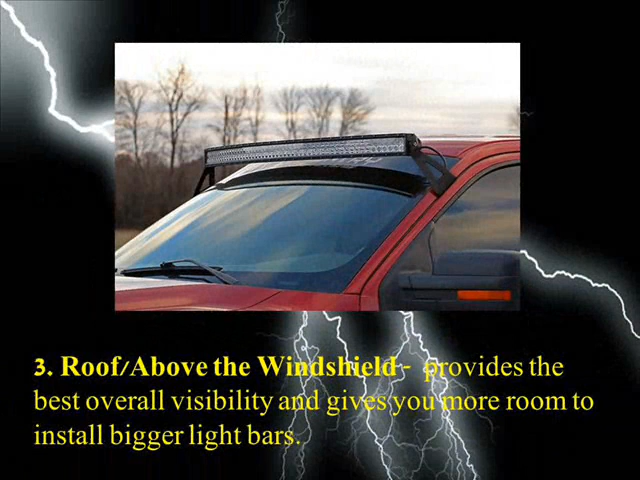 3. Roof/Above the Windshield - provides the
best overall visibility and gives you more room to
install bigger light bars.